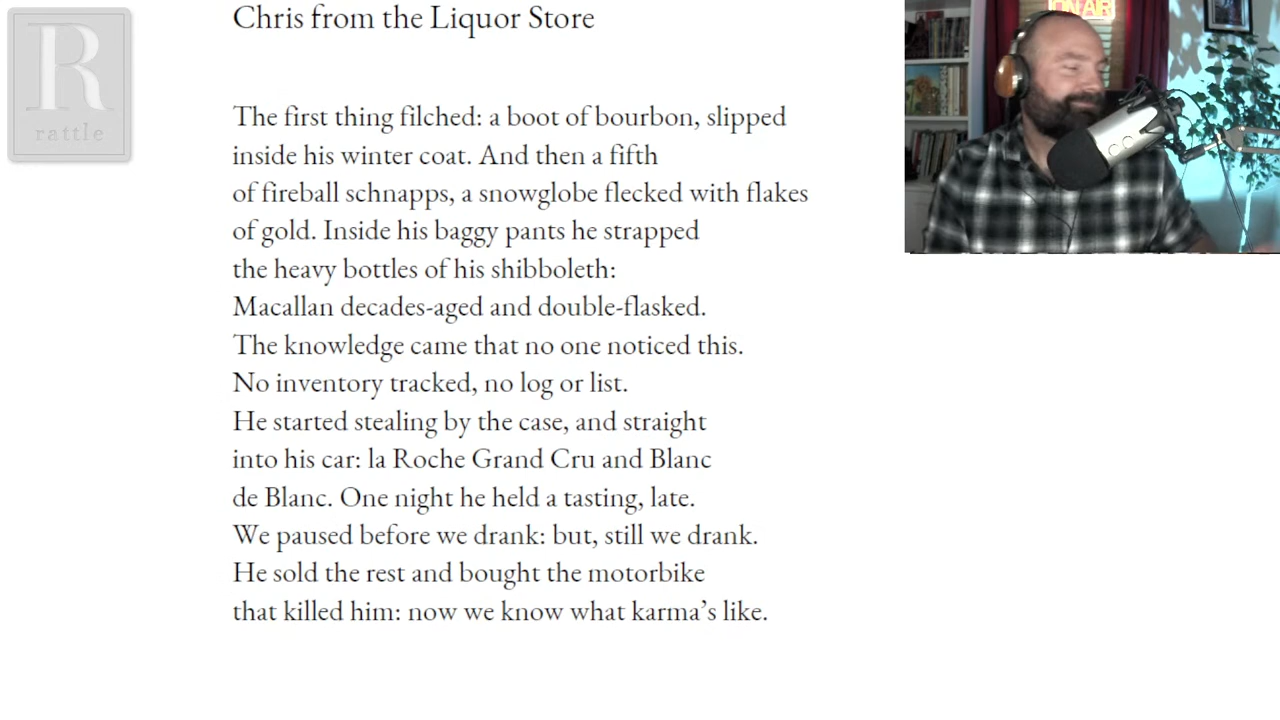 Chris from the Liquor Store
The first thing filched: a boot of bourbon, slipped
inside his winter coat. And then a fifth
of fireball schnapps, a snowglobe flecked with flakes
of gold. Inside his baggy pants he strapped
the heavy bottles of his shibboleth:
Macallan decades-aged and double-flasked.
The knowledge came that no one noticed this.
No inventory tracked, no log or list.
He started stealing by the case, and straight
into his car: la Roche Grand Cru and Blanc
de Blanc. One night he held a tasting, late.
We paused before we drank: but, still we drank.
He sold the rest and bought the motorbike
that killed him: now we know what karma’s like.
R
rattle
ON AIR